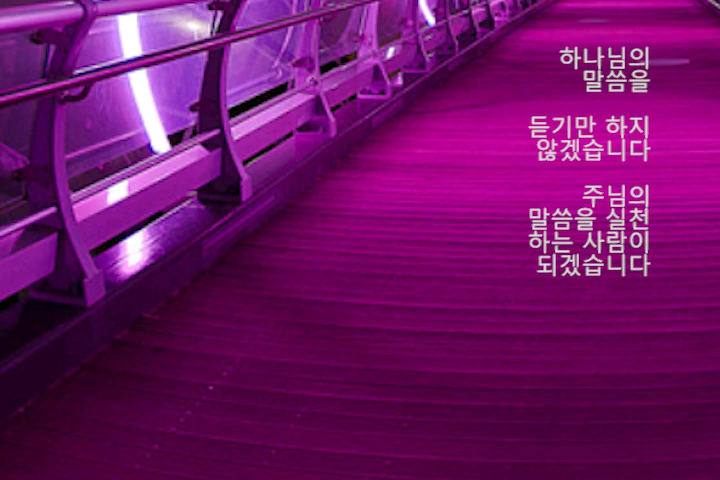 하나님의
말씀을
듣기만 하지
않겠습니다
주님의
말씀을 실천
하는 사람이
되겠습니다